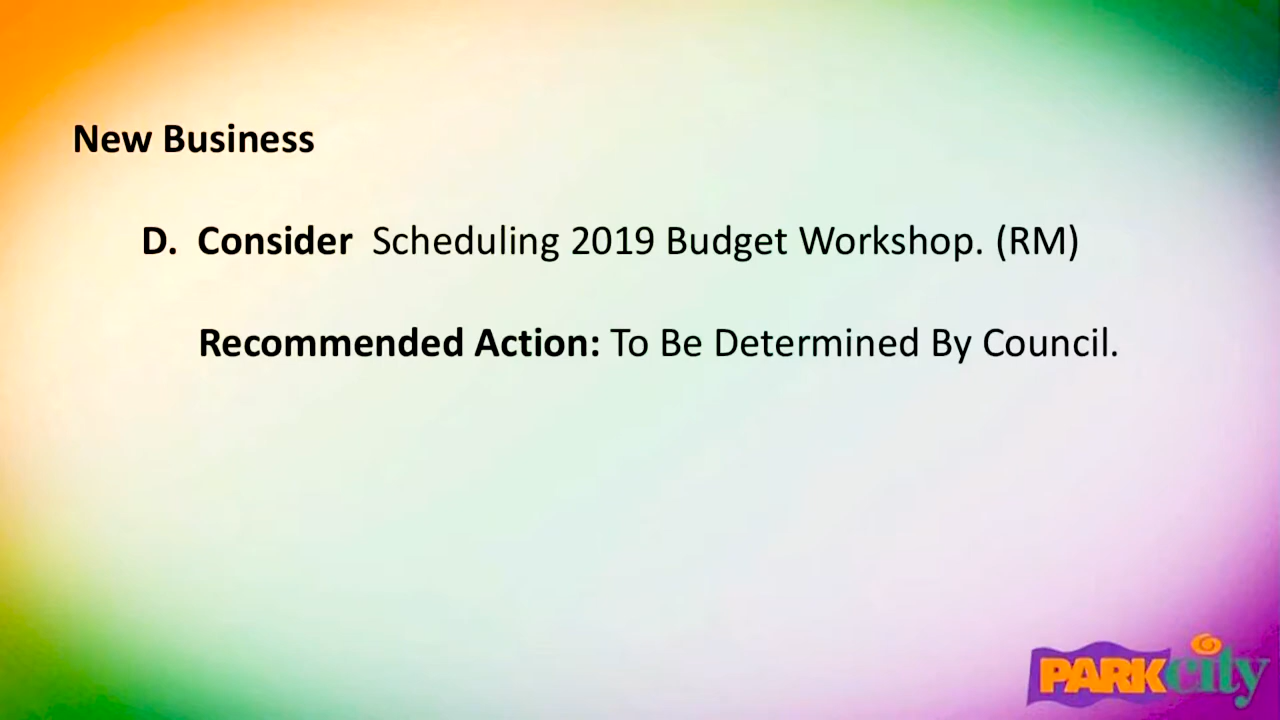 New Business
D. Consider Scheduling 2019 Budget Workshop. (RM)
Recommended Action: To Be Determined By Council.
PARK city